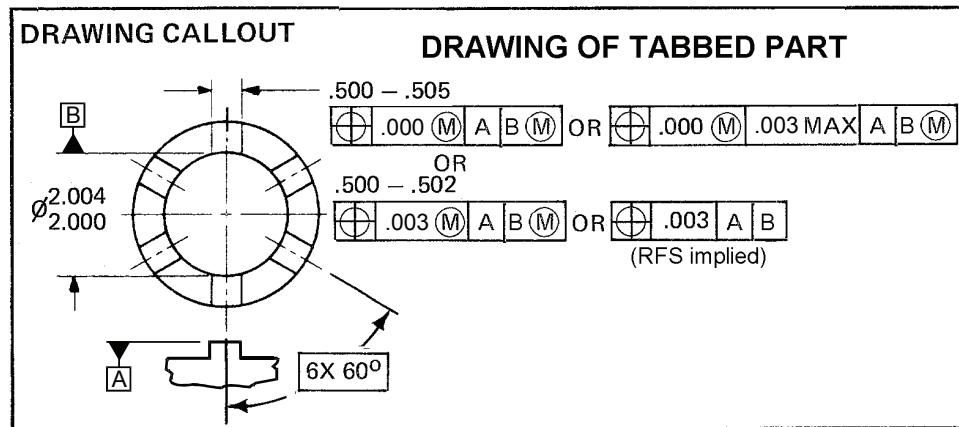 DRAWING CALLOUT
DRAWING OF TABBED PART
.500 – .505
B
⌖ .000 Ⓜ A B Ⓜ OR ⌖ .000 Ⓜ .003 MAX A B Ⓜ
OR
.500 – .502
Ø2.004
2.000
⌖ .003 Ⓜ A B Ⓜ OR ⌖ .003 A B
(RFS implied)
A
6X 60°